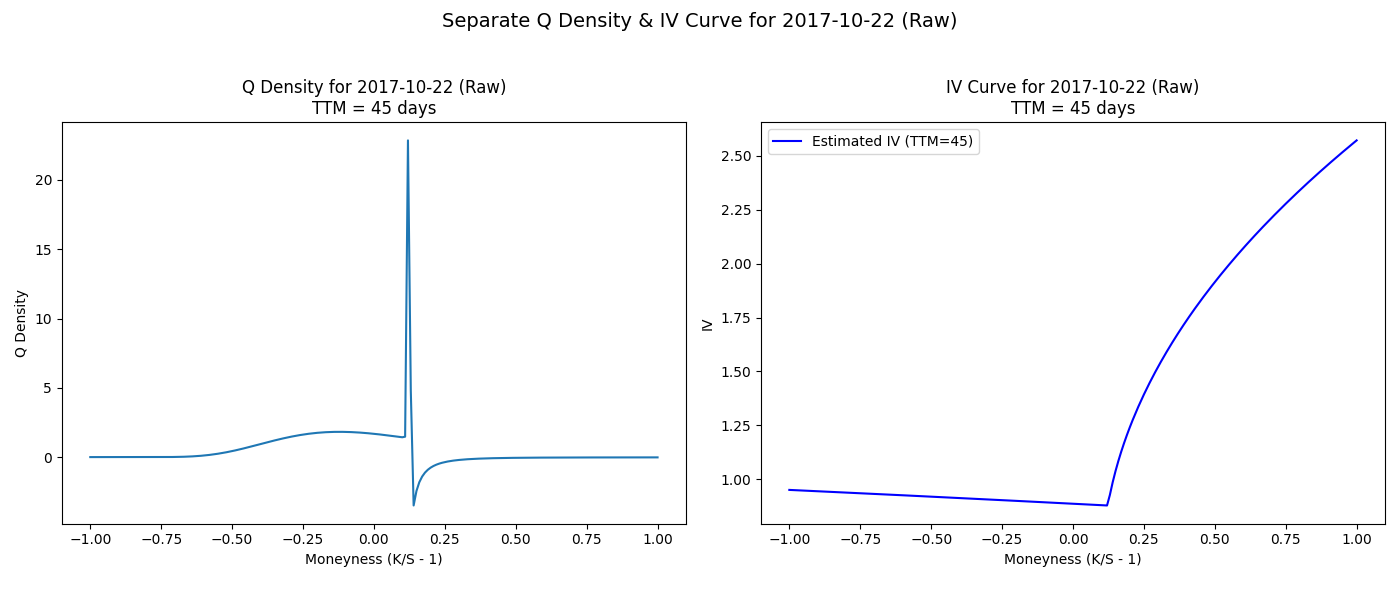 Separate Q Density & IV Curve for 2017-10-22 (Raw)
Q Density for 2017-10-22 (Raw)
TTM = 45 days
Q Density
20
15
10
5
0
−1.00 −0.75 −0.50 −0.25 0.00 0.25 0.50 0.75 1.00
Moneyness (K/S - 1)
IV Curve for 2017-10-22 (Raw)
TTM = 45 days
Estimated IV (TTM=45)
IV
2.50
2.25
2.00
1.75
1.50
1.25
1.00
−1.00 −0.75 −0.50 −0.25 0.00 0.25 0.50 0.75 1.00
Moneyness (K/S - 1)